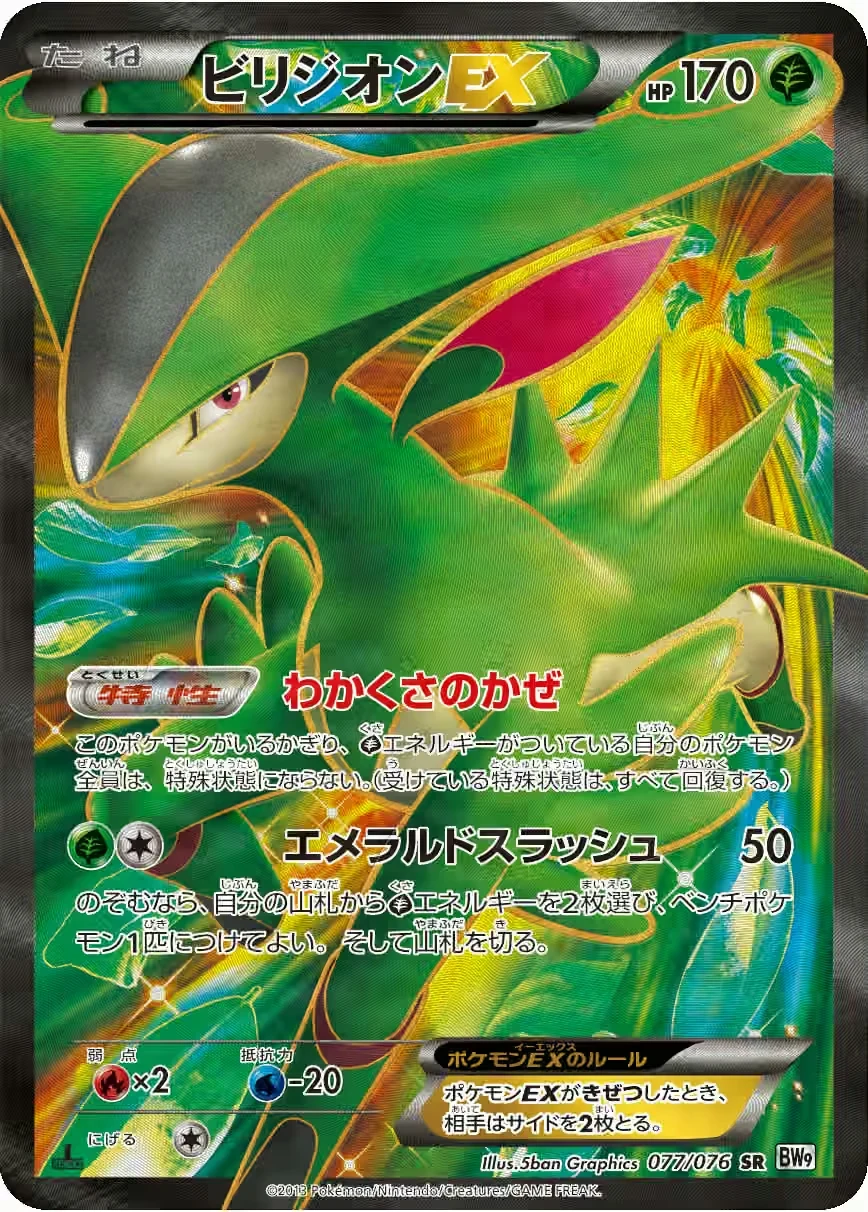 たね
ビリジオンEX HP170
とくせい
特性 わかくさのかぜ
このポケモンがいるかぎり、エネルギーがついている自分のポケモン
全員は、特殊状態にならない。(受けている特殊状態は、すべて回復する。)
エメラルドスラッシュ 50
のぞむなら、自分の山札からエネルギーを2枚選び、ベンチポケ
モン1匹につけてよい。そして山札を切る。
弱点 抵抗力
×2 -20
にげる
イーエックス
ポケモンEXのルール
ポケモンEXがきぜつしたとき、
相手はサイドを2枚とる。
Illus. 5ban Graphics 077/076 SR BW9
©2013 Pokémon/Nintendo/Creatures/GAME FREAK.